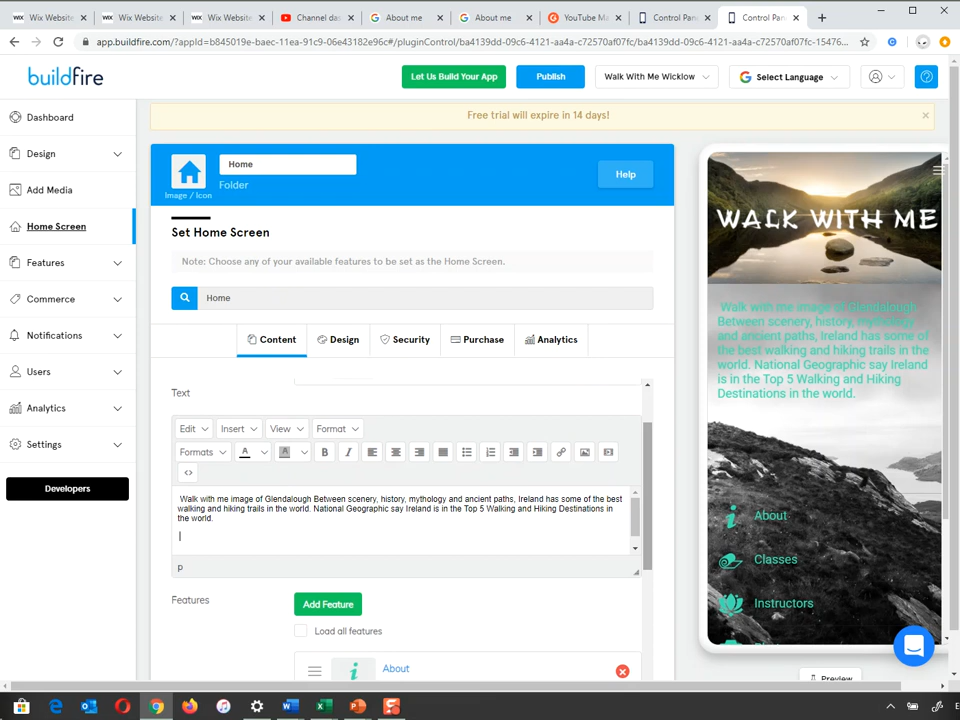 WIX Wix Website
WIX Wix Website
WIX Wix Website
Channel das
About me
About me
YouTube Ma
Control Pane
Control Pane
app.buildfire.com/?appId=b845019e-baec-11ea-91c9-06e43182e96c#/pluginControl/ba4139dd-09c6-4121-aa4a-c72570af07fc/ba4139dd-09c6-4121-aa4a-c72570af07fc-15476...
buildfire
Let Us Build Your App
Publish
Walk With Me Wicklow
Select Language
Free trial will expire in 14 days!
Dashboard
Design
Add Media
Home Screen
Features
Commerce
Notifications
Users
Analytics
Settings
Developers
Home
Folder
Image / Icon
Help
Set Home Screen
Note: Choose any of your available features to be set as the Home Screen.
Home
Content
Design
Security
Purchase
Analytics
Text
Edit
Insert
View
Format
Formats
A
A
B
I
Walk with me image of Glendalough Between scenery, history, mythology and ancient paths, Ireland has some of the best
walking and hiking trails in the world. National Geographic say Ireland is in the Top 5 Walking and Hiking Destinations in
the world.
p
Features
Add Feature
Load all features
About
WALK WITH ME
Walk with me image of Glendalough
Between scenery, history, mythology
and ancient paths, Ireland has some of
the best walking and hiking trails in the
world. National Geographic say Ireland
is in the Top 5 Walking and Hiking
Destinations in the world.
About
Classes
Instructors
Preview